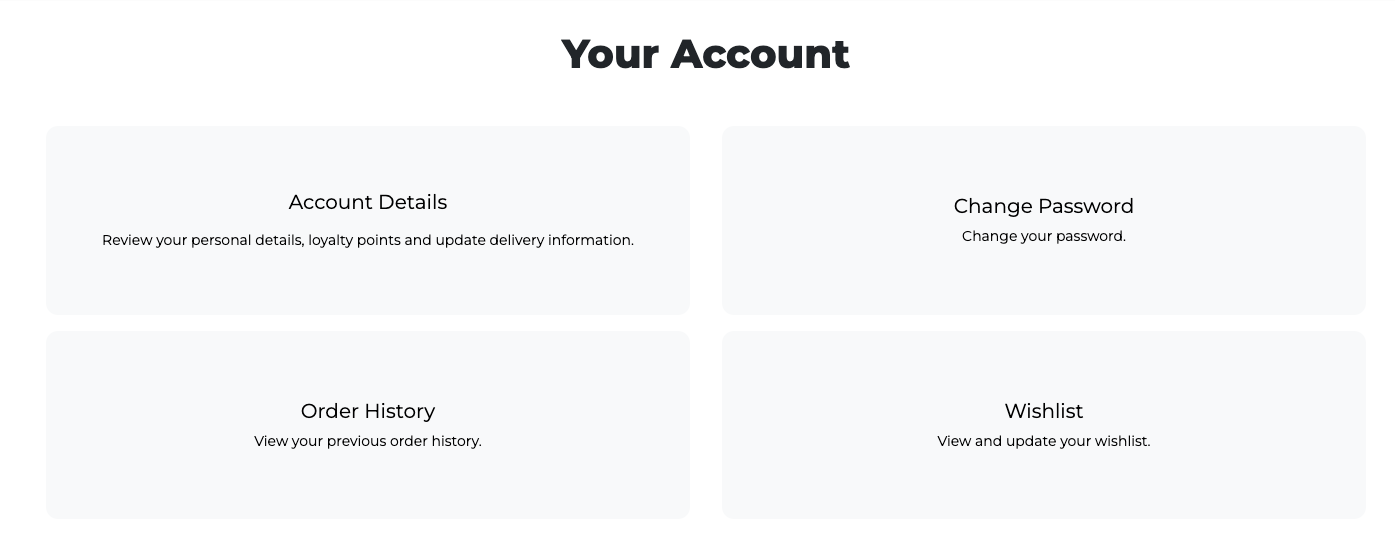 Your Account
Account Details
Review your personal details, loyalty points and update delivery information.
Change Password
Change your password.
Order History
View your previous order history.
Wishlist
View and update your wishlist.